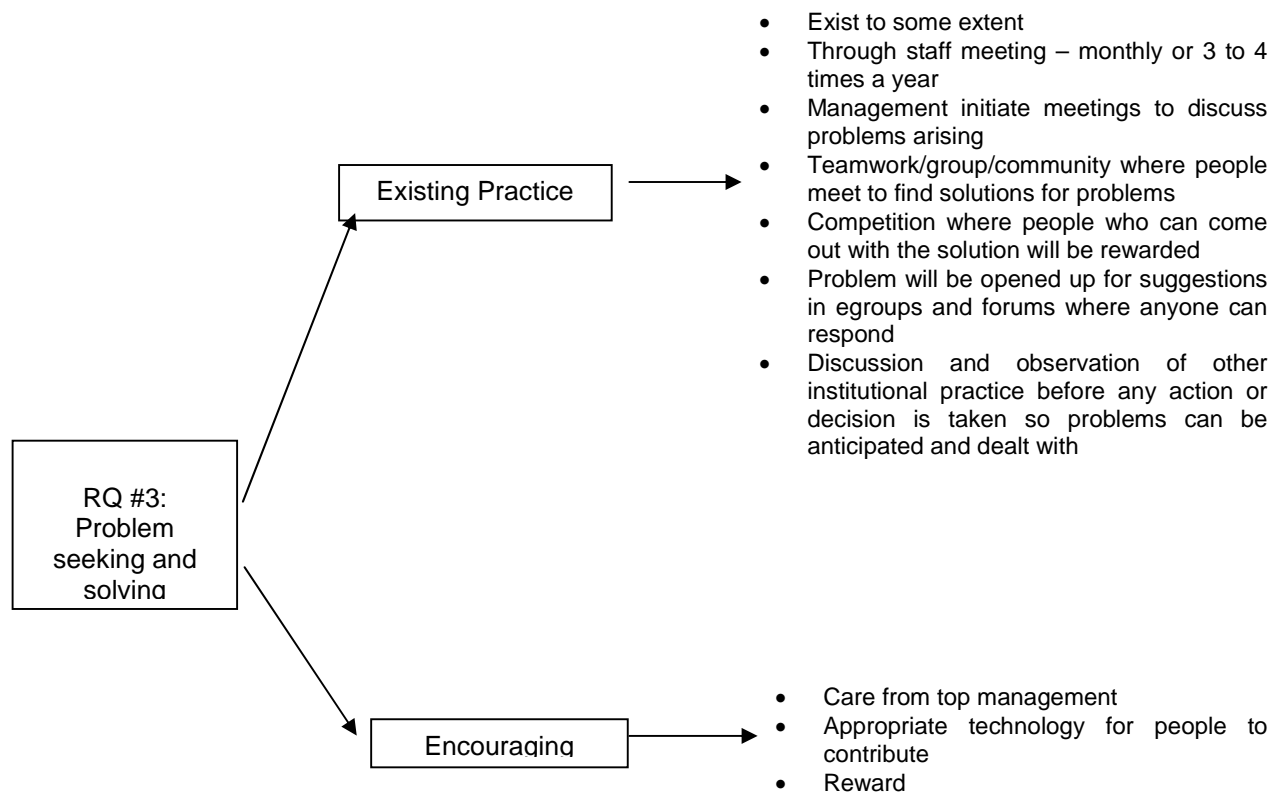 • Exist to some extent
• Through staff meeting – monthly or 3 to 4
times a year
• Management initiate meetings to discuss
problems arising
• Teamwork/group/community where people
meet to find solutions for problems
• Competition where people who can come
out with the solution will be rewarded
• Problem will be opened up for suggestions
in egroups and forums where anyone can
respond
• Discussion and observation of other
institutional practice before any action or
decision is taken so problems can be
anticipated and dealt with
Existing Practice
RQ #3:
Problem
seeking and
solving
Encouraging
• Care from top management
• Appropriate technology for people to
contribute
• Reward